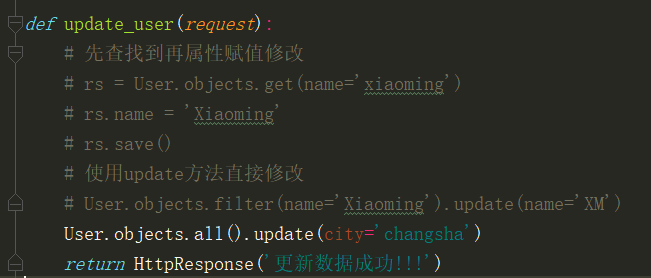 def update_user(request):
# 先查找到再属性赋值修改
# rs = User.objects.get(name='xiaoming')
# rs.name = 'Xiaoming'
# rs.save()
# 使用update方法直接修改
# User.objects.filter(name='Xiaoming').update(name='XM')
User.objects.all().update(city='changsha')
return HttpResponse('更新数据成功!!!')